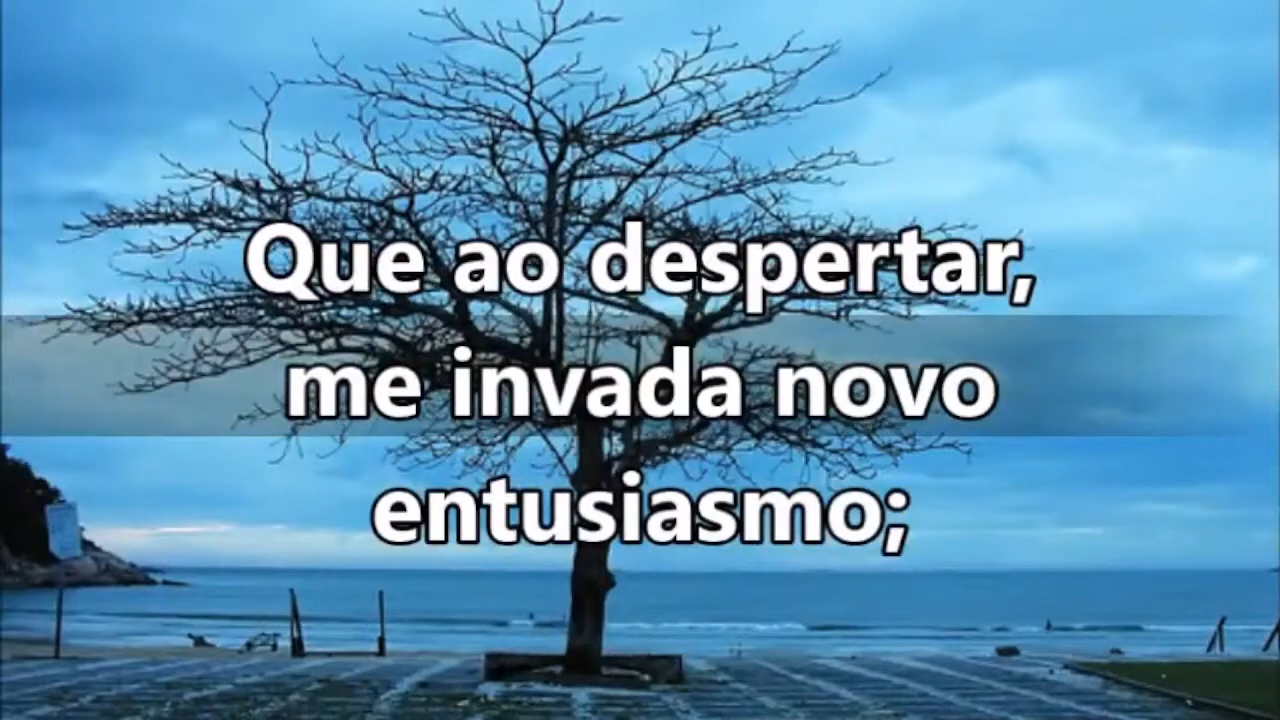 Que ao despertar,
me invada novo
entusiasmo;